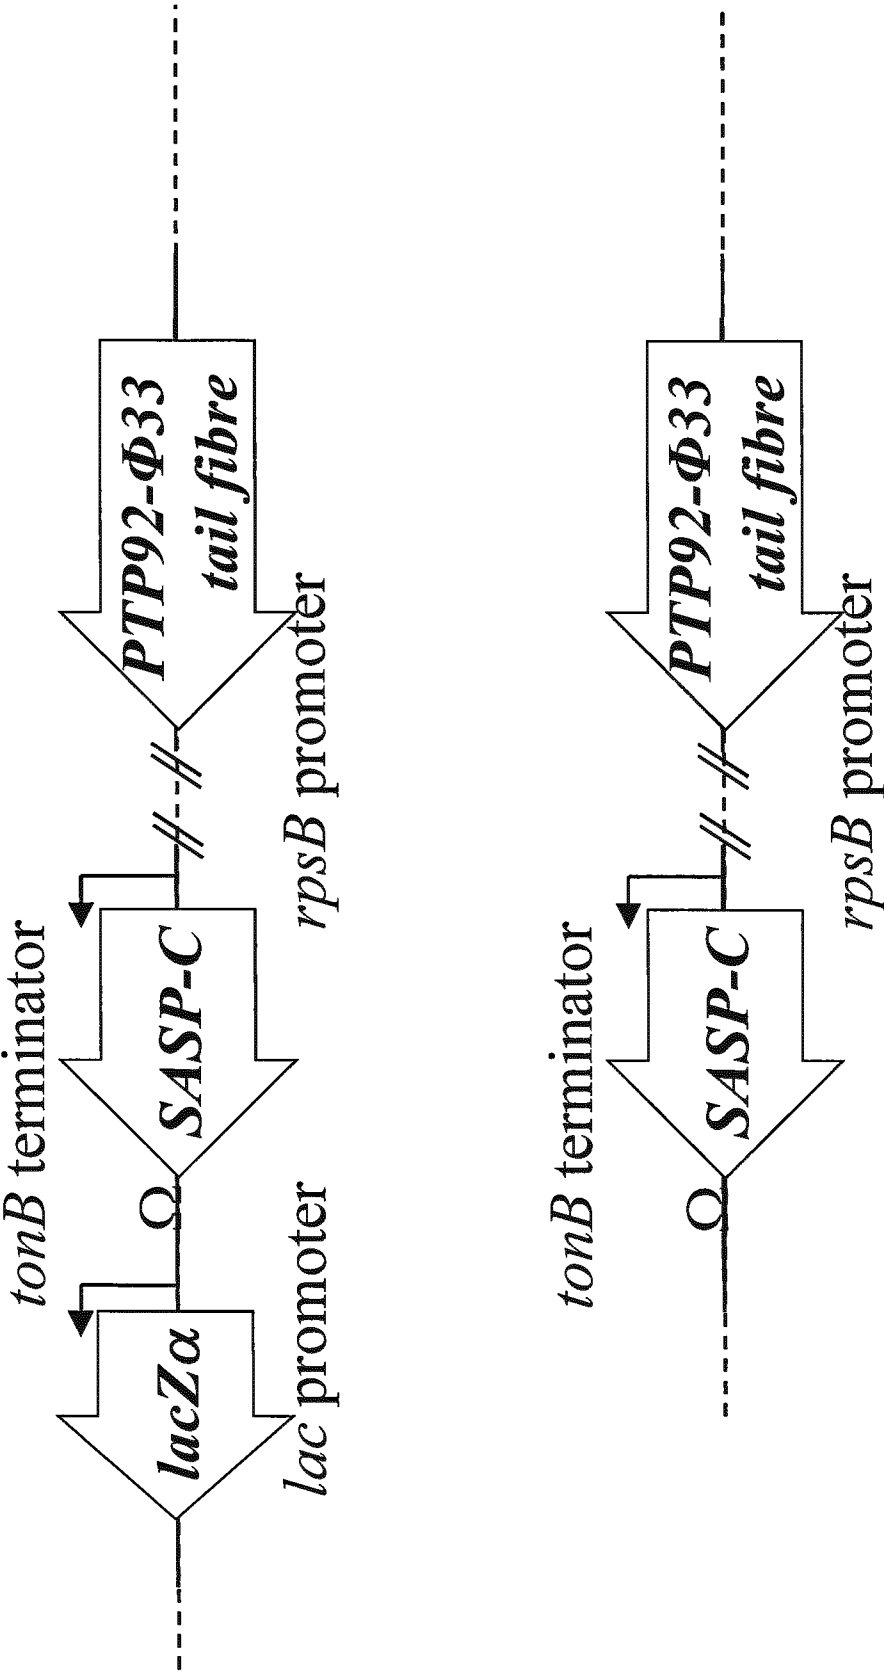 tonB terminator
lacZα
Ω
SASP-C
PTP92-Φ33
tail fibre
lac promoter
rpsB promoter
tonB terminator
Ω
SASP-C
PTP92-Φ33
tail fibre
rpsB promoter